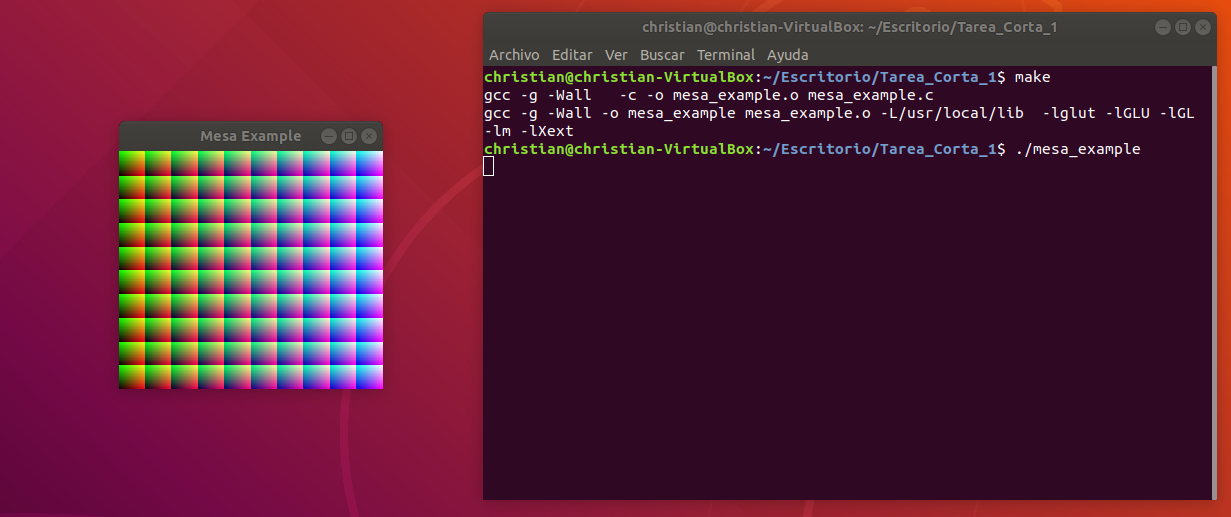 christian@christian-VirtualBox: ~/Escritorio/Tarea_Corta_1
Archivo Editar Ver Buscar Terminal Ayuda
christian@christian-VirtualBox:~/Escritorio/Tarea_Corta_1$ make
gcc -g -Wall   -c -o mesa_example.o mesa_example.c
gcc -g -Wall -o mesa_example mesa_example.o -L/usr/local/lib  -lglut -lGLU -lGL
-lm -lXext
christian@christian-VirtualBox:~/Escritorio/Tarea_Corta_1$ ./mesa_example
Mesa Example